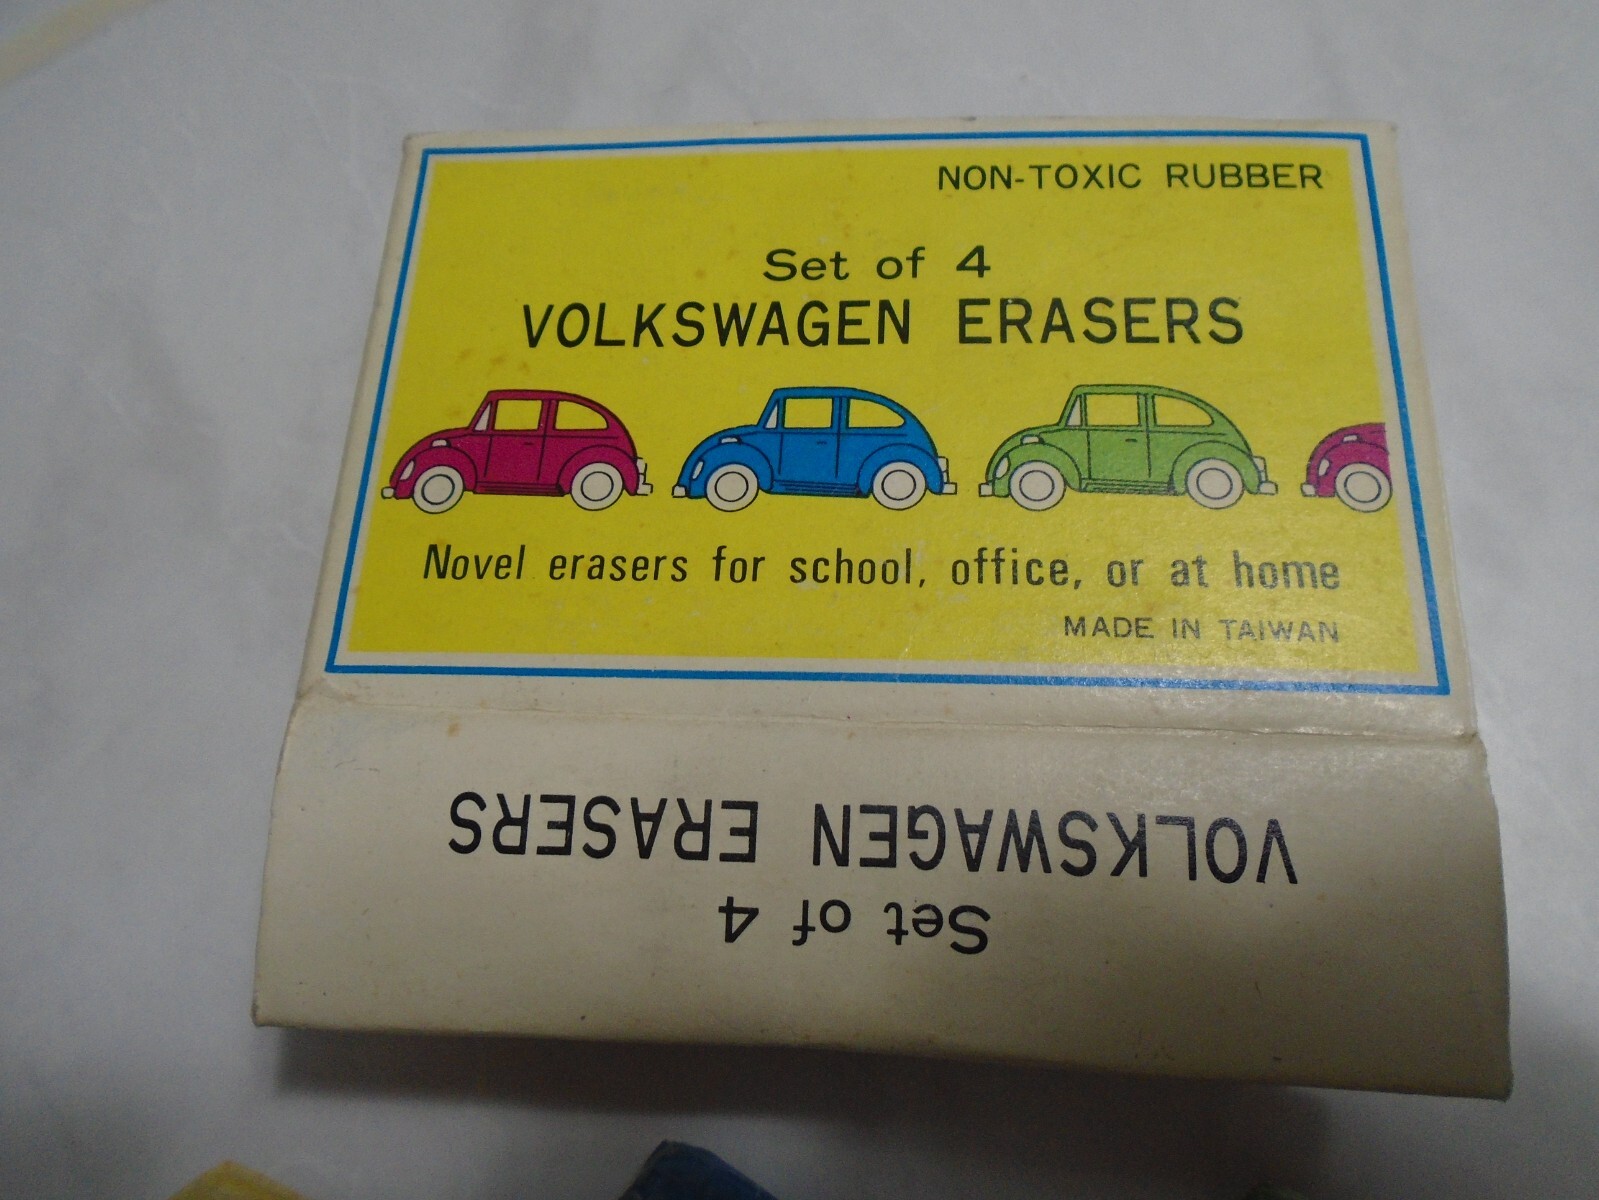 NON-TOXIC RUBBER
Set of 4
VOLKSWAGEN ERASERS
Novel erasers for school, office, or at home
MADE IN TAIWAN
Set of 4
VOLKSWAGEN ERASERS